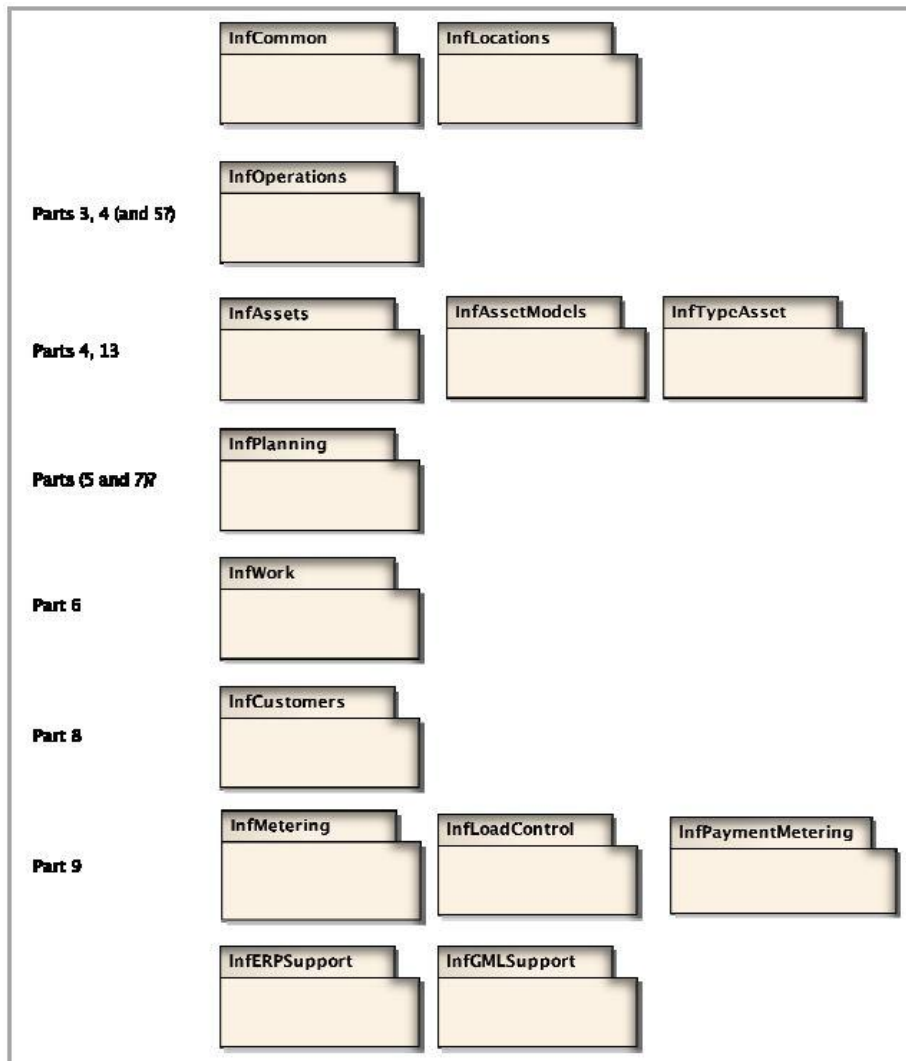 InfCommon InfLocations
InfOperations
Parts 3, 4 (and 5?)
InfAssets InfAssetModels InfTypeAsset
Parts 4, 13
InfPlanning
Parts (5 and 7)?
InfWork
Part 6
InfCustomers
Part 8
InfMetering InfLoadControl InfPaymentMetering
Part 9
InfERPSupport InfGMLSupport